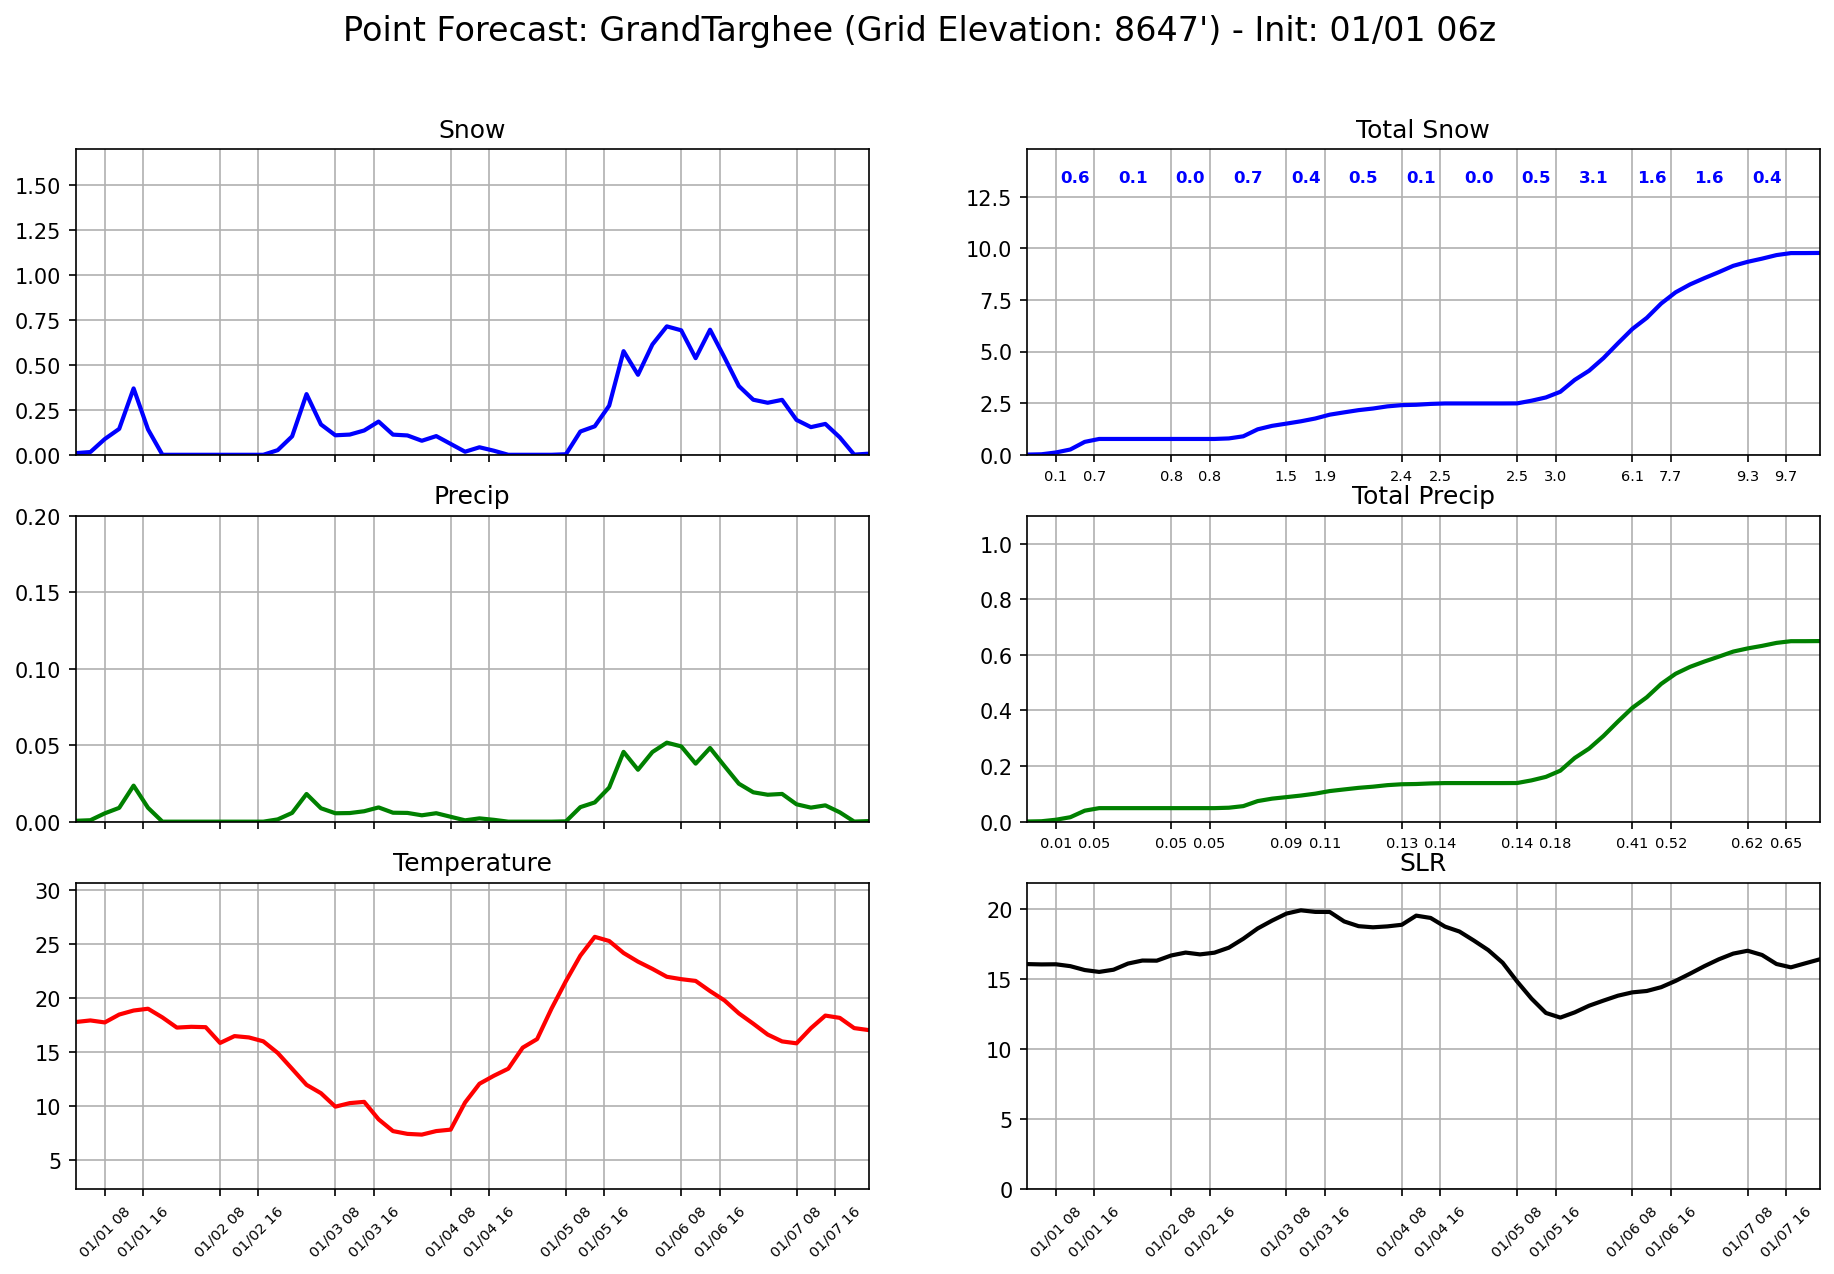 Point Forecast: GrandTarghee (Grid Elevation: 8647') - Init: 01/01 06z
Snow
1.50
1.25
1.00
0.75
0.50
0.25
0.00
Total Snow
0.6 0.1 0.0 0.7 0.4 0.5 0.1 0.0 0.5 3.1 1.6 1.6 0.4
12.5
10.0
7.5
5.0
2.5
0.0
0.1 0.7 0.8 0.8 1.5 1.9 2.4 2.5 2.5 3.0 6.1 7.7 9.3 9.7
Precip
0.20
0.15
0.10
0.05
0.00
Total Precip
1.0
0.8
0.6
0.4
0.2
0.0
0.01 0.05 0.05 0.05 0.09 0.11 0.13 0.14 0.14 0.18 0.41 0.52 0.62 0.65
Temperature
30
25
20
15
10
5
01/01 08 01/01 16 01/02 08 01/02 16 01/03 08 01/03 16 01/04 08 01/04 16 01/05 08 01/05 16 01/06 08 01/06 16 01/07 08 01/07 16
SLR
20
15
10
5
0
01/01 08 01/01 16 01/02 08 01/02 16 01/03 08 01/03 16 01/04 08 01/04 16 01/05 08 01/05 16 01/06 08 01/06 16 01/07 08 01/07 16